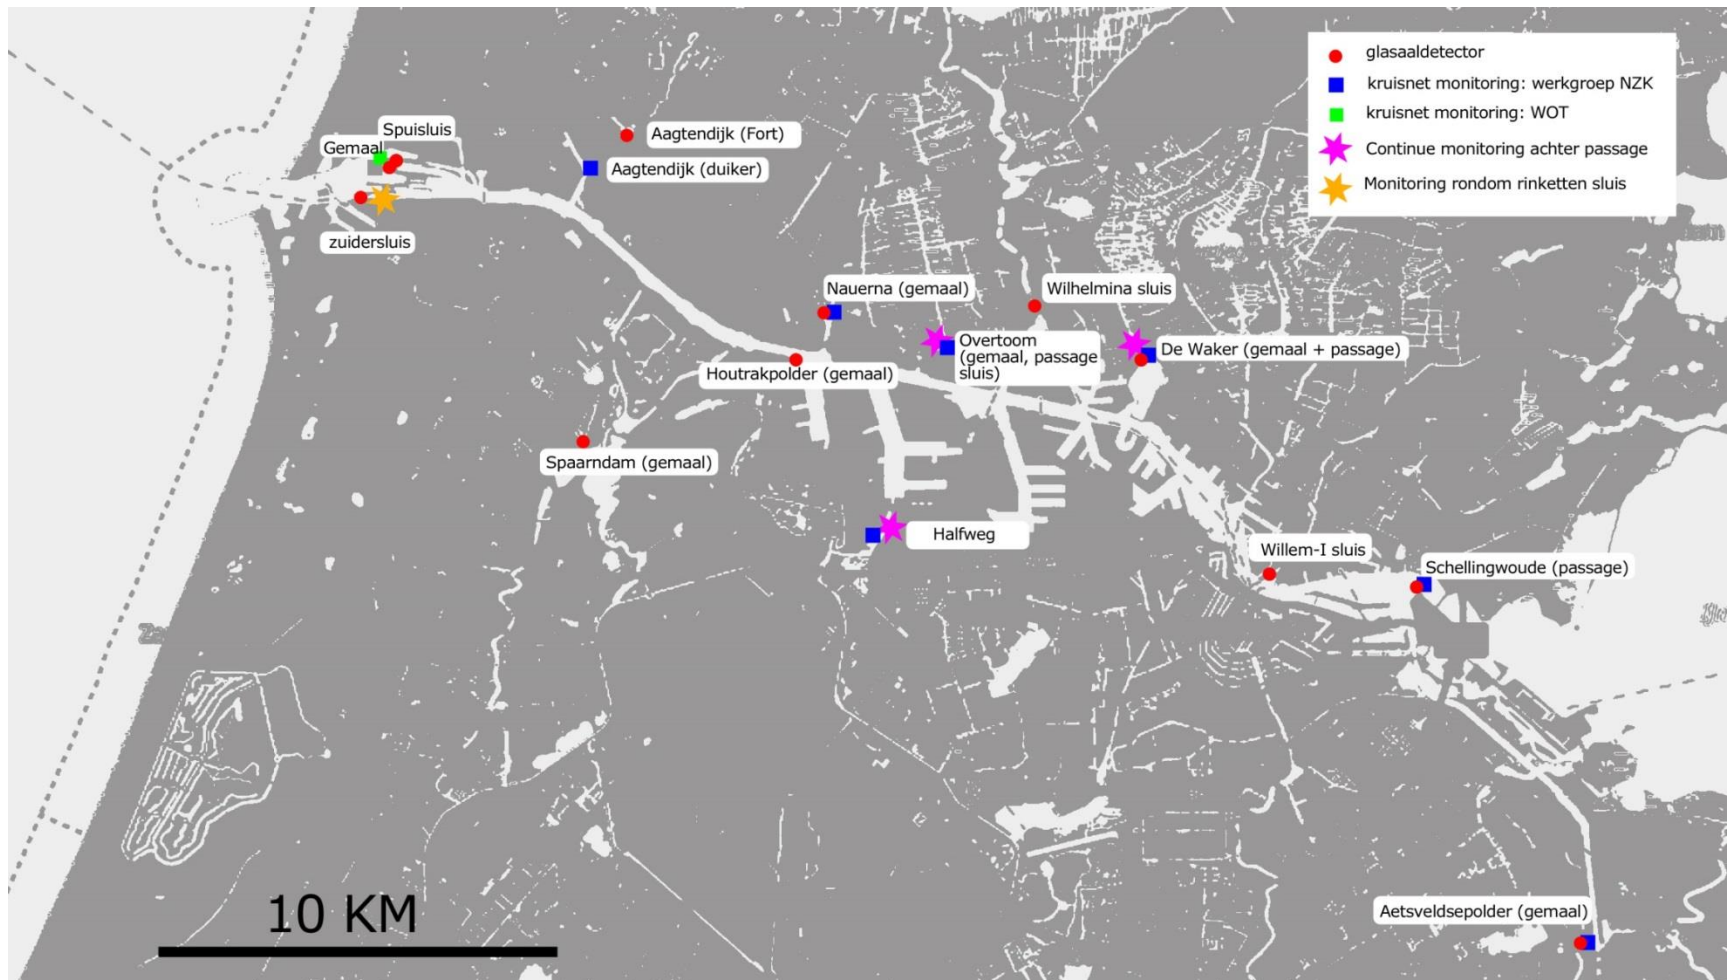 glasaaldetector
kruisnet monitoring: werkgroep NZK
kruisnet monitoring: WOT
Continue monitoring achter passage
Monitoring rondom rinketten sluis
Spuisluis
Gemaal
Aagtendijk (Fort)
Aagtendijk (duiker)
zuidersluis
Nauerna (gemaal)
Wilhelmina sluis
Overtoom
(gemaal, passage
sluis)
De Waker (gemaal + passage)
Houtrakpolder (gemaal)
Spaarndam (gemaal)
Halfweg
Willem-I sluis
Schellingwoude (passage)
Aetsveldsepolder (gemaal)
10 KM